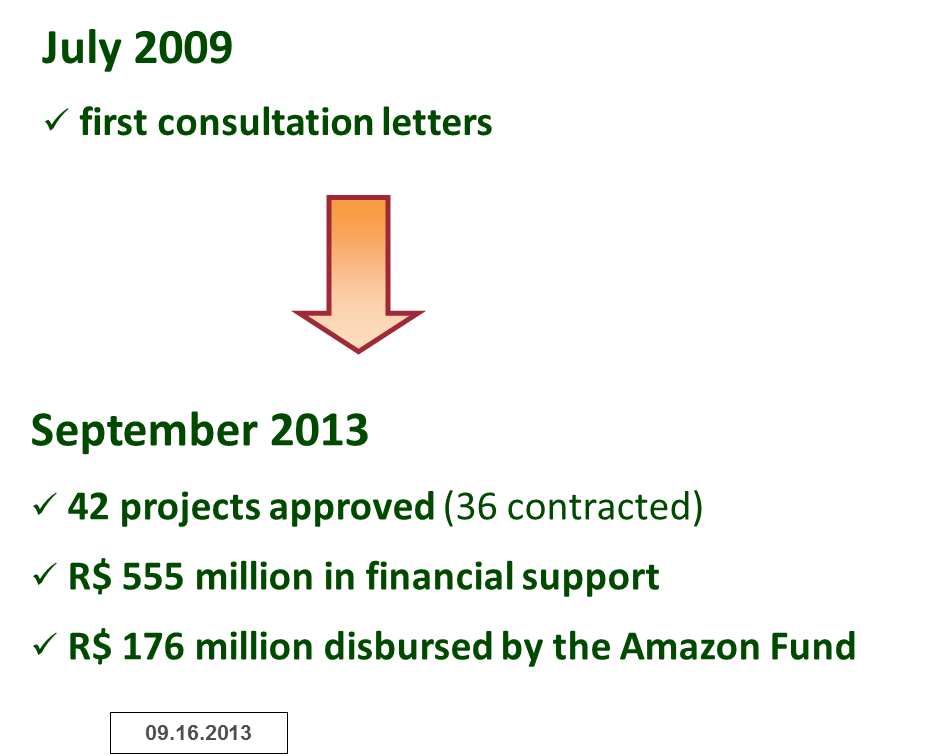 July 2009
✓ first consultation letters
September 2013
✓ 42 projects approved (36 contracted)
✓ R$ 555 million in financial support
✓ R$ 176 million disbursed by the Amazon Fund
09.16.2013